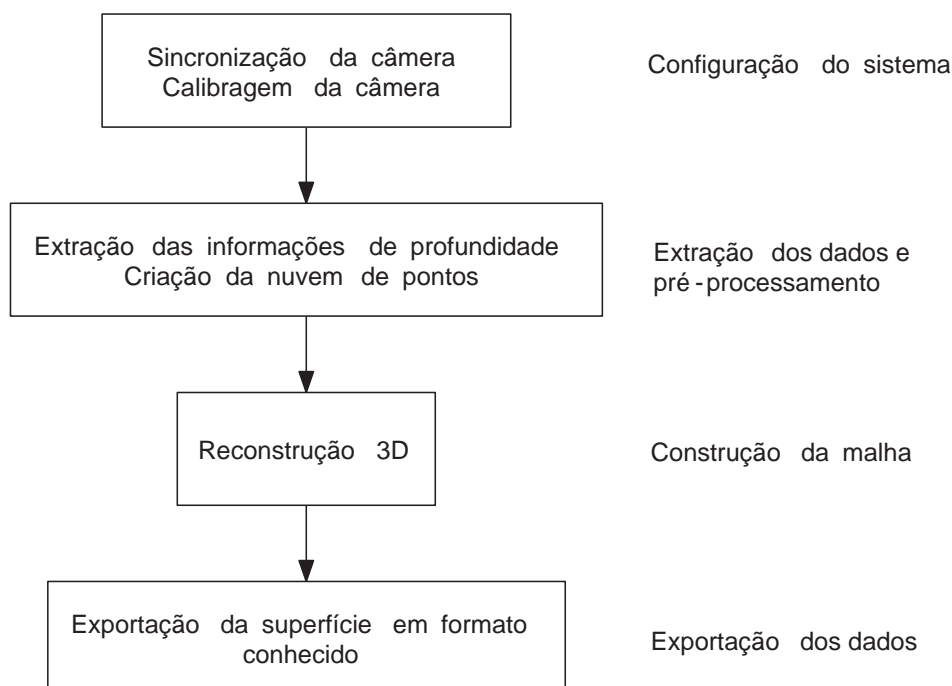 Sincronização da câmera
Calibragem da câmera
Configuração do sistema
Extração das informações de profundidade
Criação da nuvem de pontos
Extração dos dados e
pré-processamento
Reconstrução 3D
Construção da malha
Exportação da superfície em formato
conhecido
Exportação dos dados